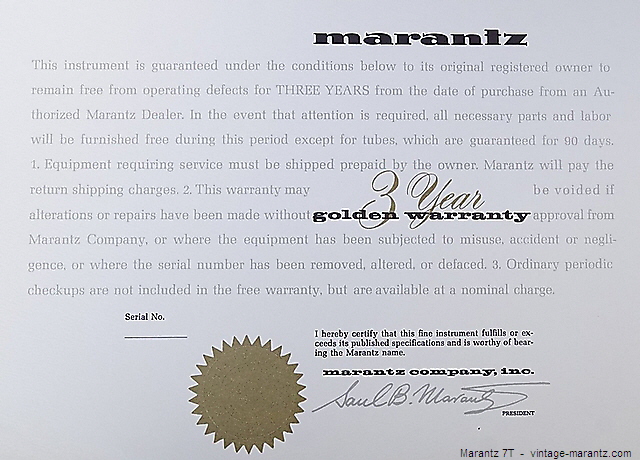 marantz
This instrument is guaranteed under the conditions below to its original registered owner to
remain free from operating defects for THREE YEARS from the date of purchase from an Au-
thorized Marantz Dealer. In the event that attention is required, all necessary parts and labor
will be furnished free during this period except for tubes, which are guaranteed for 90 days.
1. Equipment requiring service must be shipped prepaid by the owner. Marantz will pay the
return shipping charges. 2. This warranty may 3 Year be voided if
alterations or repairs have been made without golden warranty approval from
Marantz Company, or where the equipment has been subjected to misuse, accident or negli-
gence, or where the serial number has been removed, altered, or defaced. 3. Ordinary periodic
checkups are not included in the free warranty, but are available at a nominal charge.
Serial No.
I hereby certify that this fine instrument fulfills or ex-
ceeds its published specifications and is worthy of bear-
ing the Marantz name.
marantz company, inc.
Saul B. Marantz
PRESIDENT
Marantz 7T - vintage-marantz.com